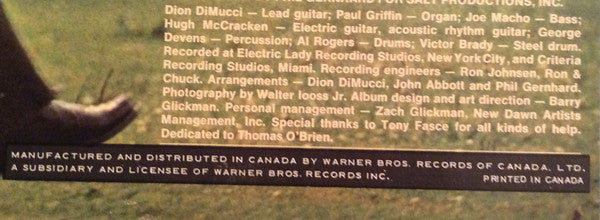 GERNHARD FOR SALT PRODUCTIONS, INC.
Dion DiMucci — Lead guitar; Paul Griffin — Organ; Joe Macho — Bass;
Hugh McCracken — Electric guitar, acoustic rhythm guitar; George
Devens — Percussion; Al Rogers — Drums; Victor Brady — Steel drum.
Recorded at Electric Lady Recording Studios, New York City, and Criteria
Recording Studios, Miami. Recording engineers — Ron Johnsen, Ron &
Chuck. Arrangements — Dion DiMucci, John Abbott and Phil Gernhard.
Photography by Walter Iooss Jr. Album design and art direction — Barry
Glickman. Personal management — Zach Glickman, New Dawn Artists
Management, Inc. Special thanks to Tony Fasce for all kinds of help.
Dedicated to Thomas O'Brien.
MANUFACTURED AND DISTRIBUTED IN CANADA BY WARNER BROS. RECORDS OF CANADA, LTD.
A SUBSIDIARY AND LICENSEE OF WARNER BROS. RECORDS INC.
PRINTED IN CANADA